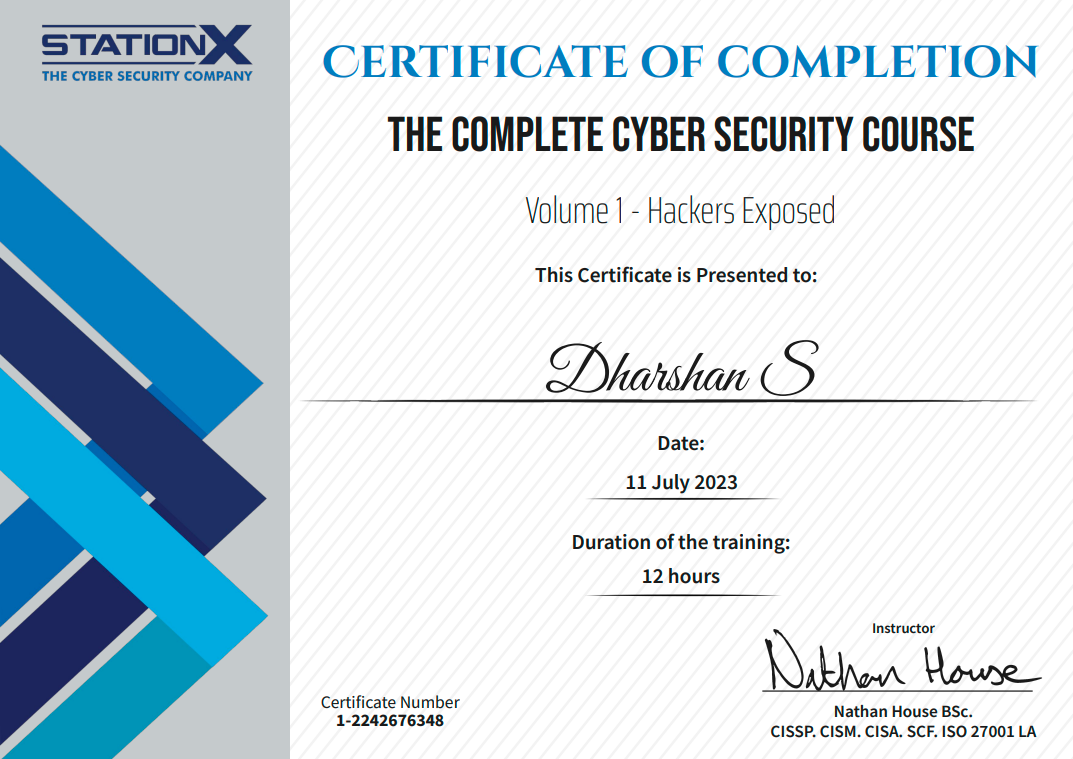 STATIONX
THE CYBER SECURITY COMPANY
CERTIFICATE OF COMPLETION
THE COMPLETE CYBER SECURITY COURSE
Volume 1 - Hackers Exposed
This Certificate is Presented to:
Dharshan S
Date:
11 July 2023
Duration of the training:
12 hours
Instructor
Nathan House
Nathan House BSc.
CISSP. CISM. CISA. SCF. ISO 27001 LA
Certificate Number
1-2242676348